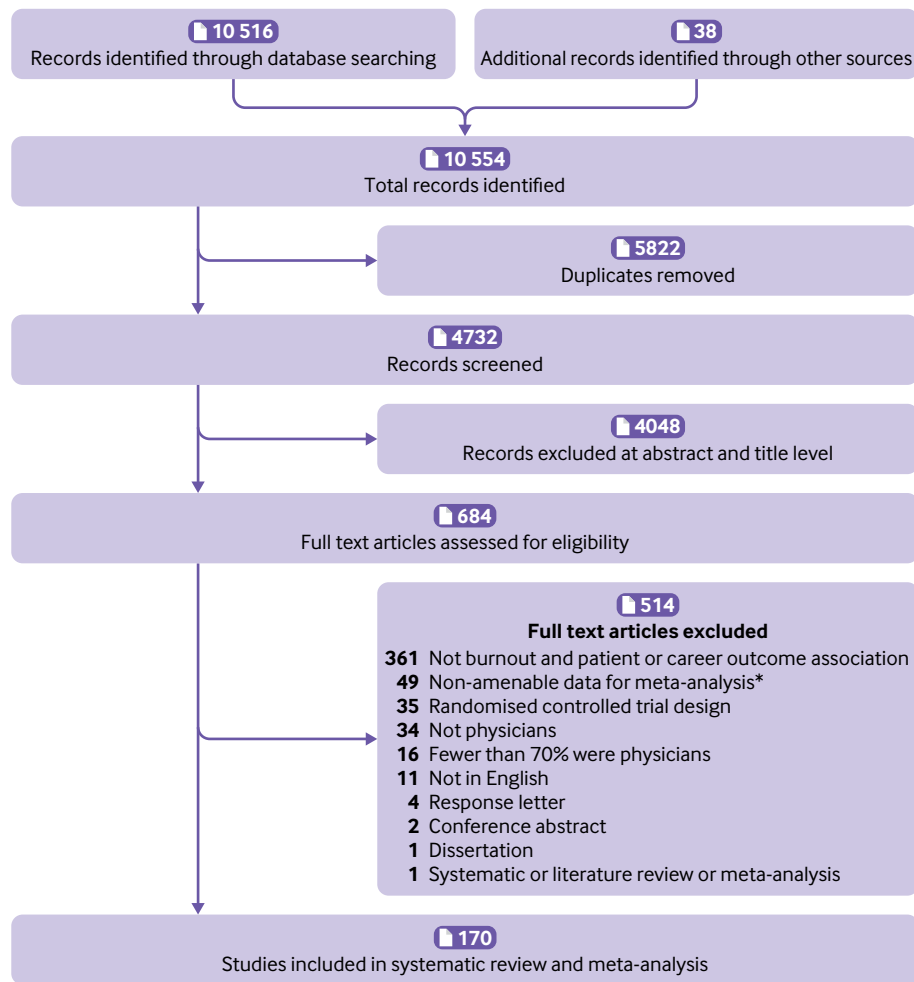 10 516
Records identified through database searching
38
Additional records identified through other sources
10 554
Total records identified
5822
Duplicates removed
4732
Records screened
4048
Records excluded at abstract and title level
684
Full text articles assessed for eligibility
514
Full text articles excluded
361 Not burnout and patient or career outcome association
49 Non-amenable data for meta-analysis*
35 Randomised controlled trial design
34 Not physicians
16 Fewer than 70% were physicians
11 Not in English
4 Response letter
2 Conference abstract
1 Dissertation
1 Systematic or literature review or meta-analysis
170
Studies included in systematic review and meta-analysis